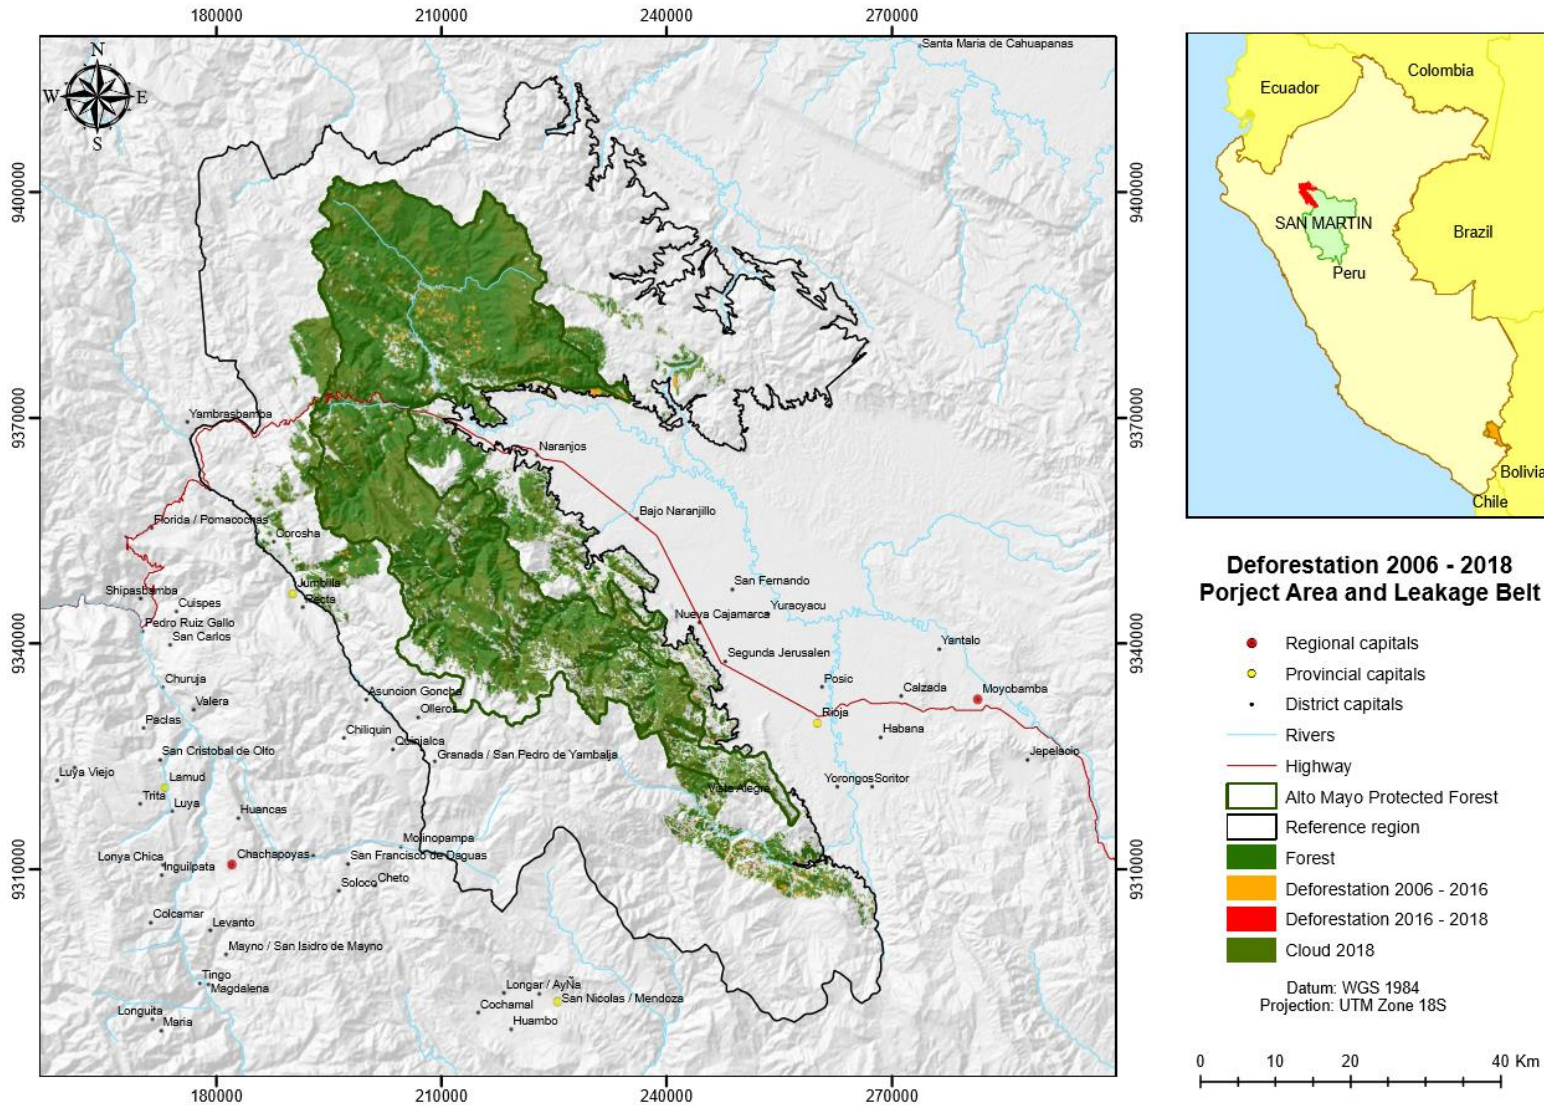 180000
210000
240000
270000
Santa Maria de Cahuapanas
N
W
E
S
9400000
9400000
9370000
9370000
Yambrasbamba
Naranjos
Bajo Naranjillo
Florida / Pomacochas
Corosha
Jumbilla
Recta
Shipasbamba
Cuispes
Pedro Ruiz Gallo
San Carlos
San Fernando
Yuracyacu
Nueva Cajamarca
9340000
9340000
Segunda Jerusalen
Yantalo
Posic
Calzada
Moyobamba
Rioja
Habana
Jepelacio
Churuja
Valera
Paclas
Asuncion Goncha
Olleros
Chiliquin
Quinjalca
Granada / San Pedro de Yambalja
San Cristobal de Olto
Luya Viejo
Lamud
Trita
Luya
Huancas
Vista Alegre
Yorongos
Soritor
Molinopampa
Lonya Chica
Inguilpata
Chachapoyas
San Francisco de Daguas
Soloco
Cheto
9310000
9310000
Colcamar
Levanto
Mayno / San Isidro de Mayno
Tingo
Magdalena
Longuita
Maria
Longar / AyÑa
San Nicolas / Mendoza
Cochamal
Huambo
180000
210000
240000
270000
Ecuador
Colombia
SAN MARTIN
Peru
Brazil
Bolivia
Chile
Deforestation 2006 - 2018
Porject Area and Leakage Belt
Regional capitals
Provincial capitals
District capitals
Rivers
Highway
Alto Mayo Protected Forest
Reference region
Forest
Deforestation 2006 - 2016
Deforestation 2016 - 2018
Cloud 2018
Datum: WGS 1984
Projection: UTM Zone 18S
0 10 20 40 Km